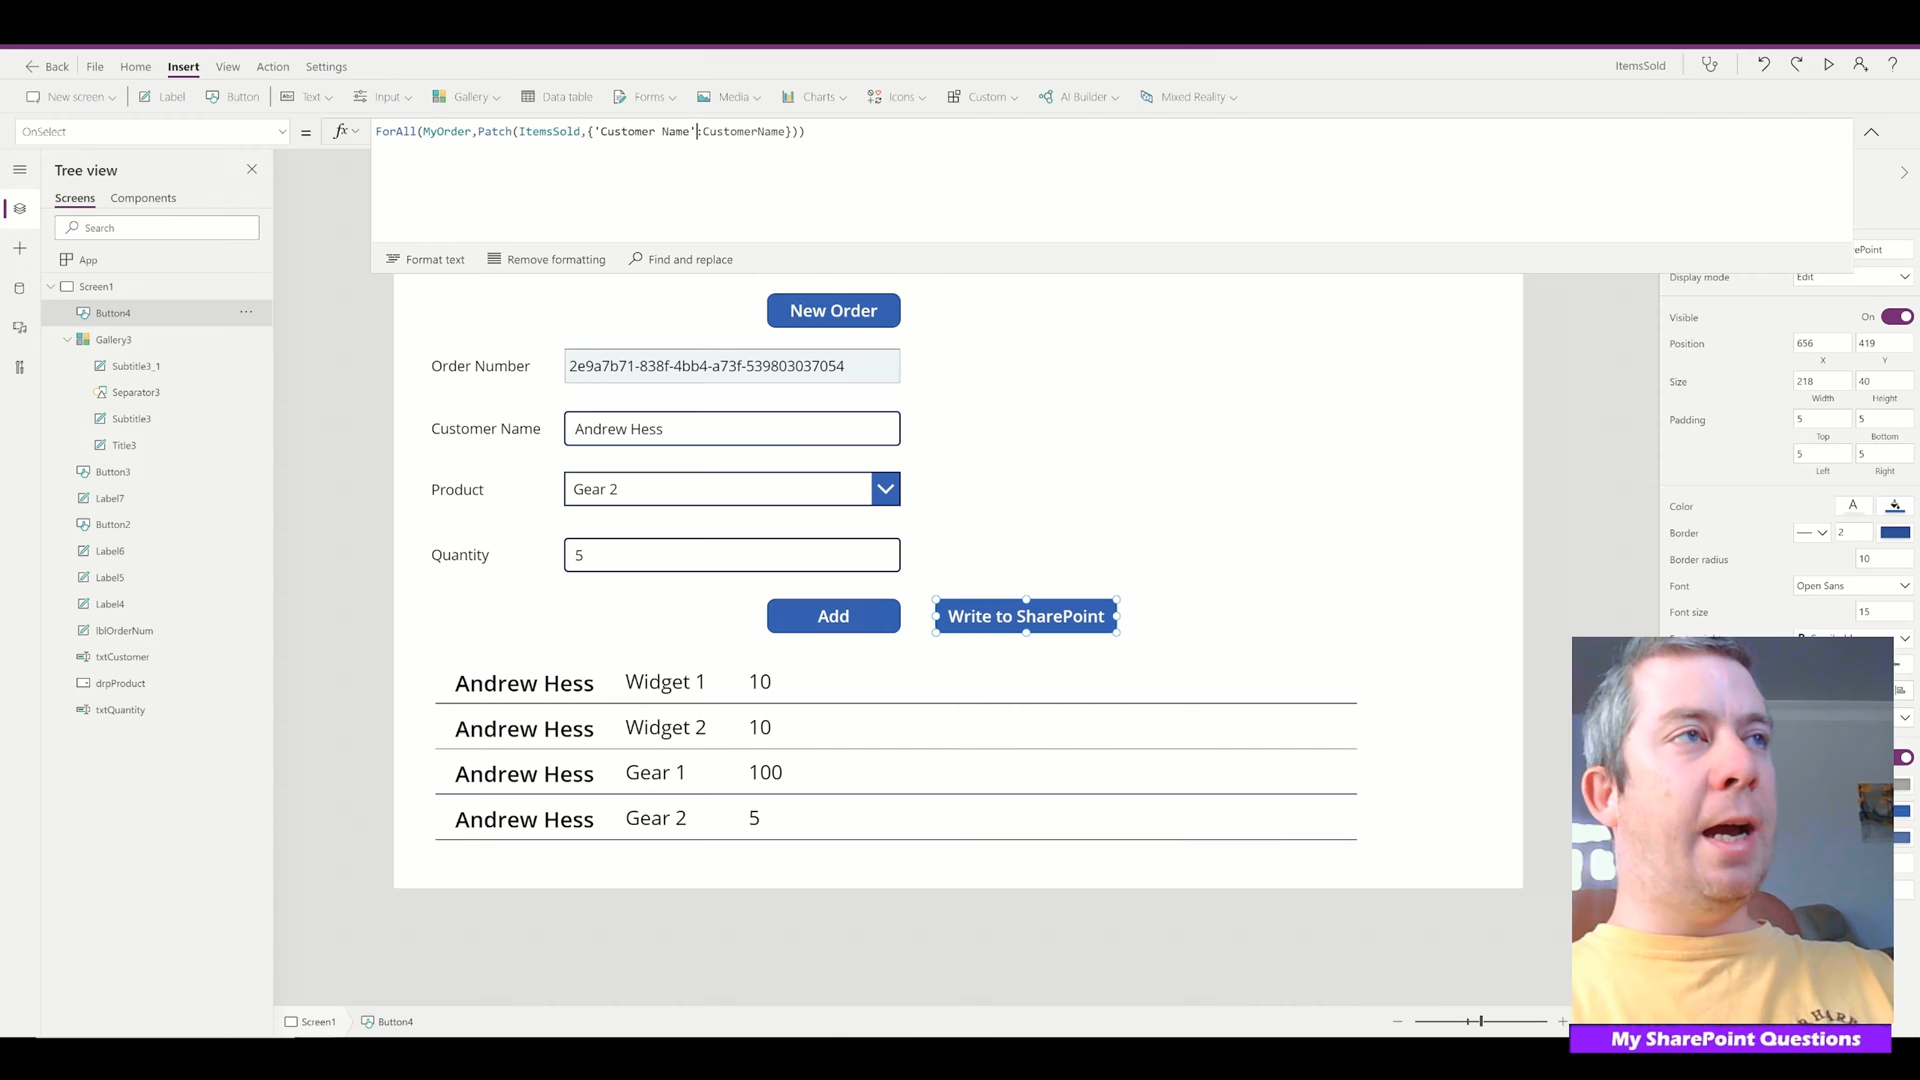 Back File Home Insert View Action Settings ItemsSold ?
New screen Label Button Text Input Gallery Data table Forms Media Charts Icons Custom AI Builder Mixed Reality
OnSelect = fx ForAll(MyOrder,Patch(ItemsSold,{'Customer Name':CustomerName}))
Tree view
Screens Components
Search
App
Screen1
Button4 ...
Gallery3
Subtitle3_1
Separator3
Subtitle3
Title3
Button3
Label7
Button2
Label6
Label5
Label4
lblOrderNum
txtCustomer
drpProduct
txtQuantity
Format text Remove formatting Find and replace
New Order
Order Number 2e9a7b71-838f-4bb4-a73f-539803037054
Customer Name Andrew Hess
Product Gear 2
Quantity 5
Add Write to SharePoint
Andrew Hess Widget 1 10
Andrew Hess Widget 2 10
Andrew Hess Gear 1 100
Andrew Hess Gear 2 5
ePoint
Display mode Edit
Visible On
Position 656 419
X Y
Size 218 40
Width Height
Padding 5 5
Top Bottom
5 5
Left Right
Color A
Border 2
Border radius 10
Font Open Sans
Font size 15
Screen1 Button4
My SharePoint Questions